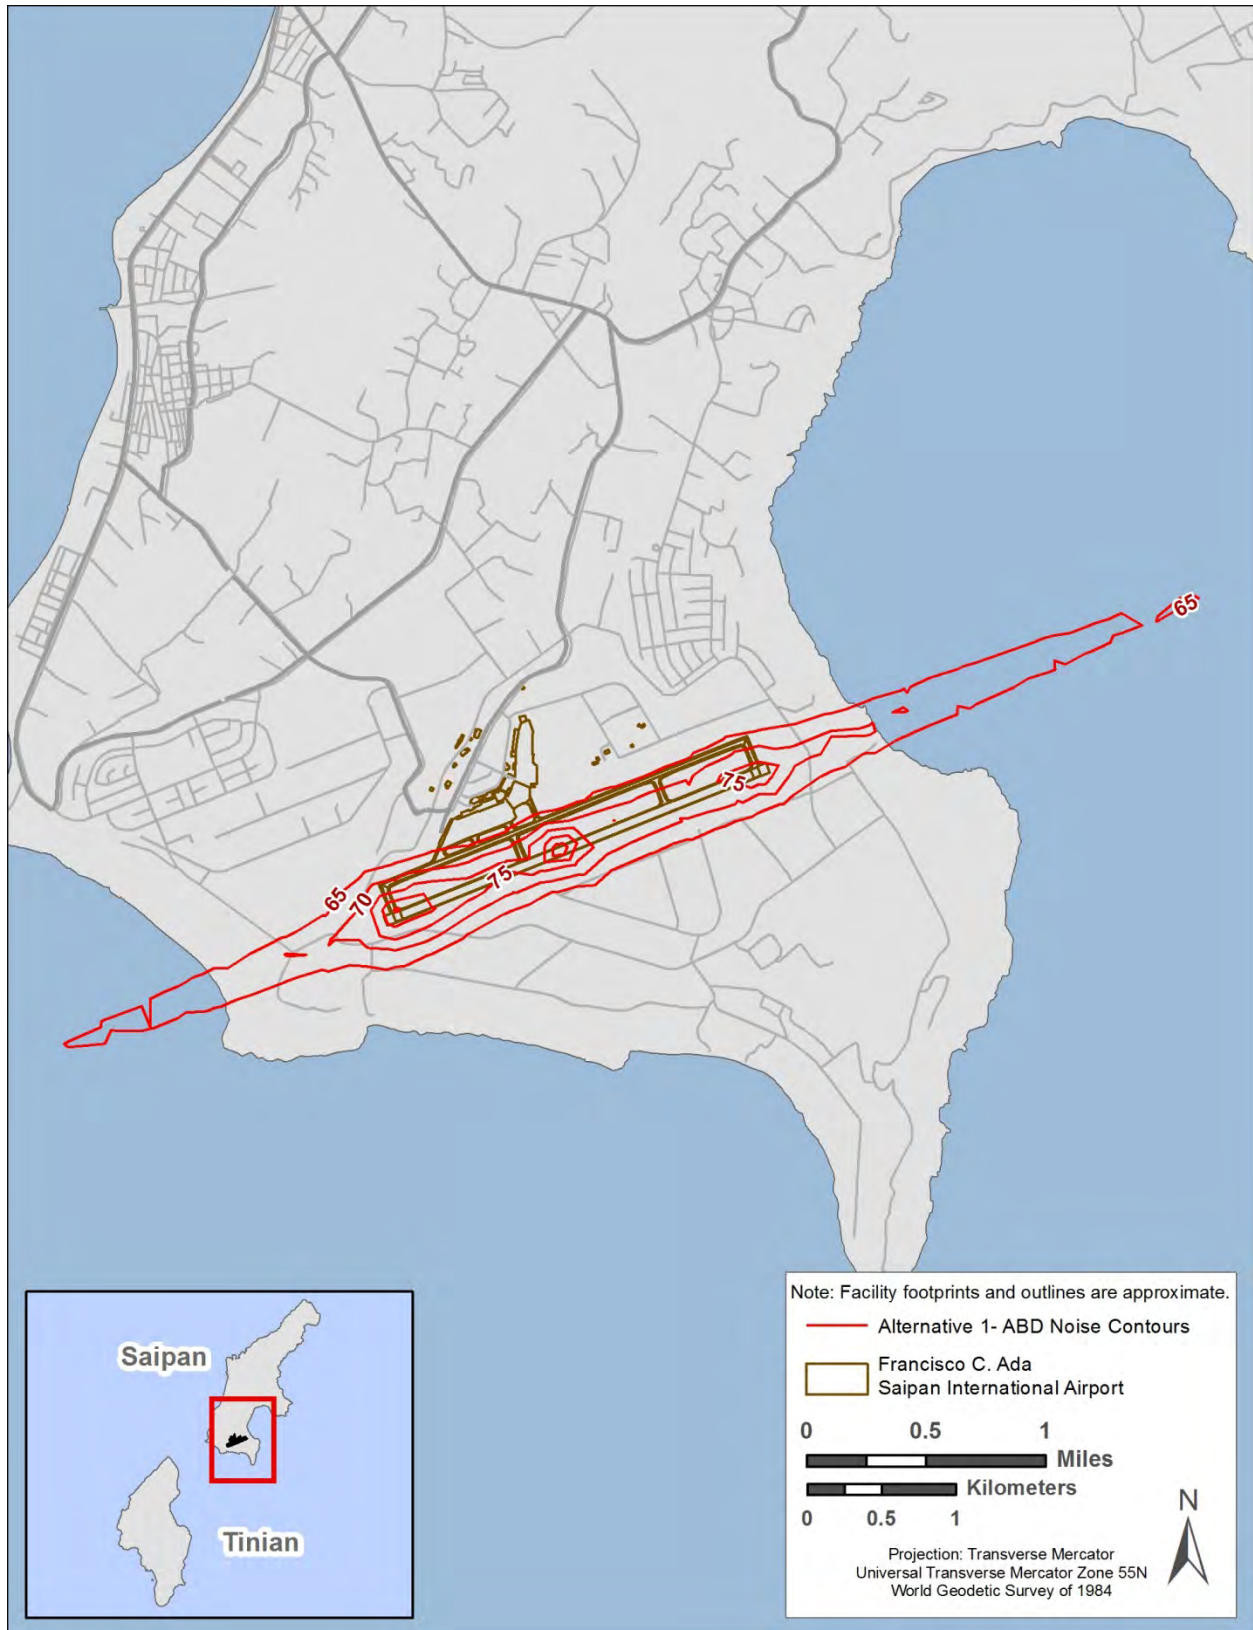 65
75
65
70
75
Saipan
Tinian
Note: Facility footprints and outlines are approximate.
Alternative 1- ABD Noise Contours
Francisco C. Ada
Saipan International Airport
0 0.5 1
Miles
Kilometers
0 0.5 1
N
Projection: Transverse Mercator
Universal Transverse Mercator Zone 55N
World Geodetic Survey of 1984